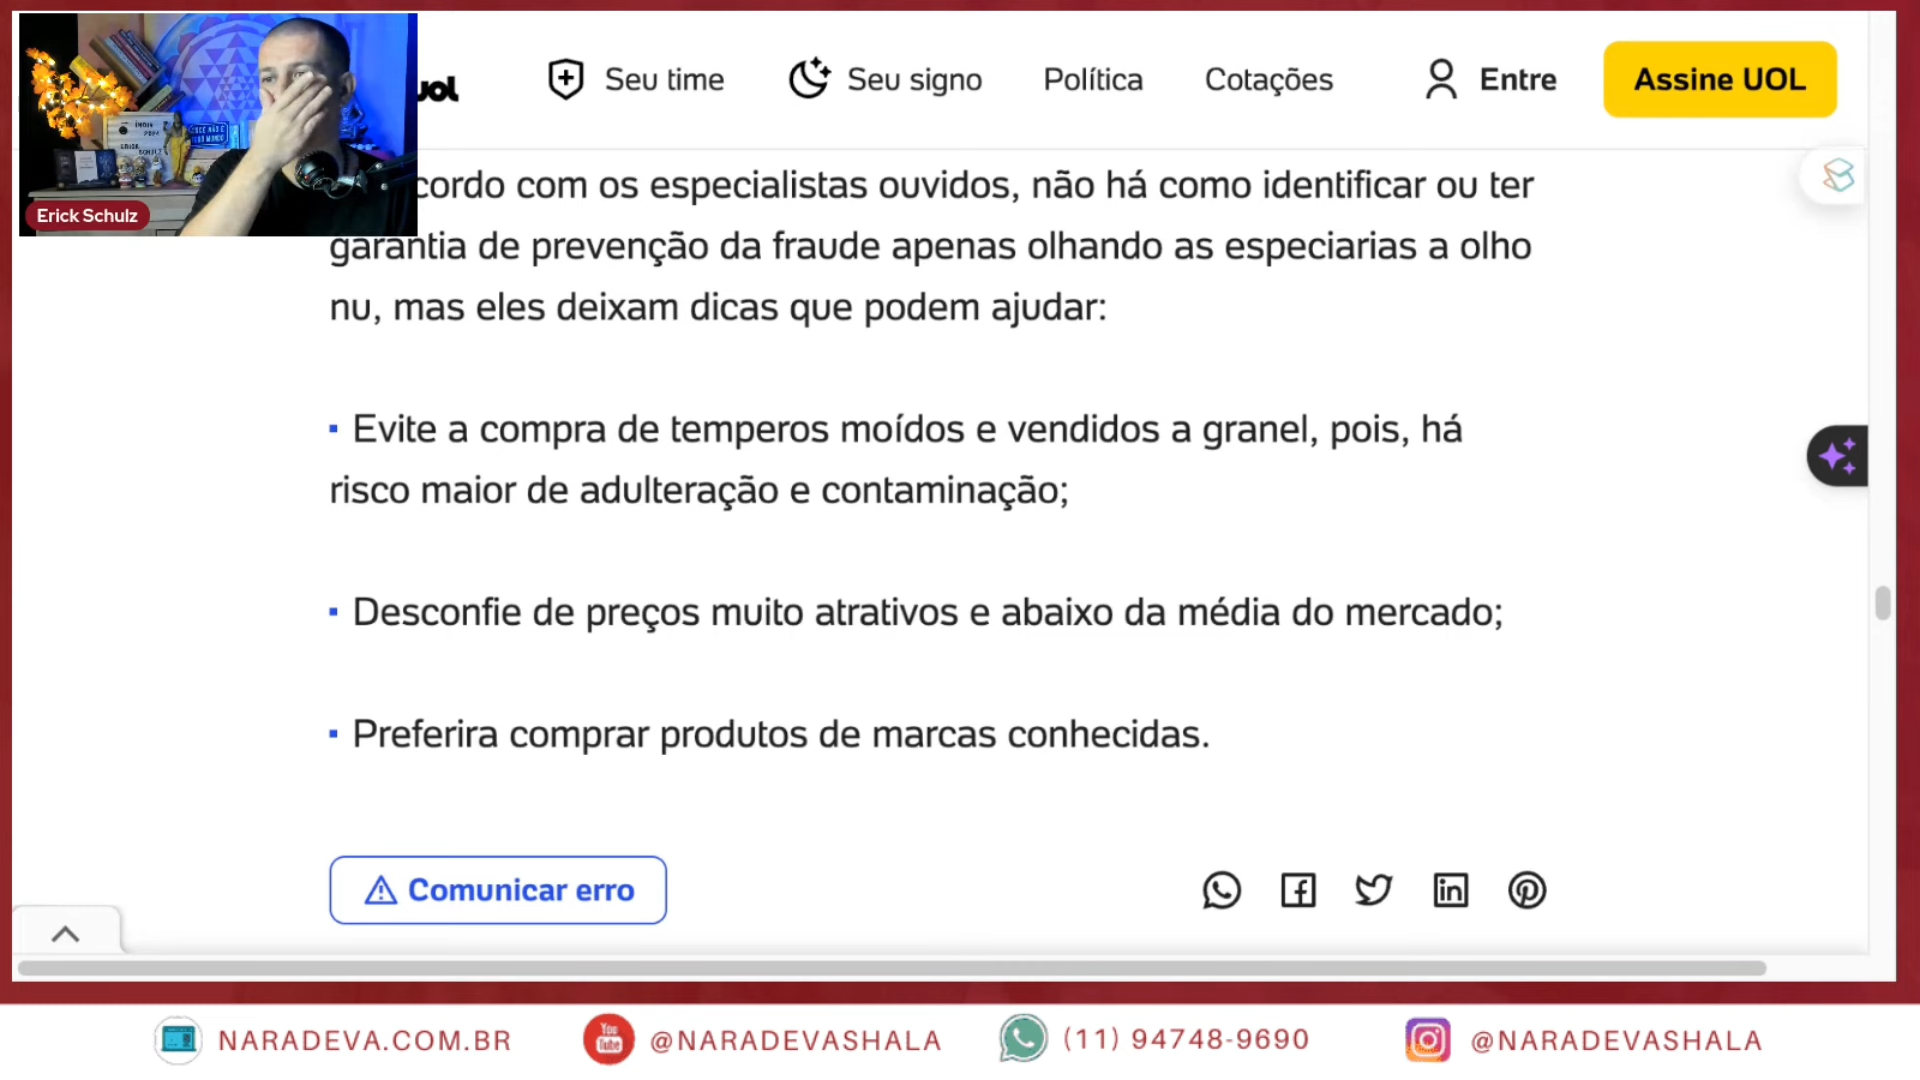 Erick Schulz
uol
Seu time
Seu signo
Política
Cotações
Entre
Assine UOL
cordo com os especialistas ouvidos, não há como identificar ou ter
garantia de prevenção da fraude apenas olhando as especiarias a olho
nu, mas eles deixam dicas que podem ajudar:
▪ Evite a compra de temperos moídos e vendidos a granel, pois, há
risco maior de adulteração e contaminação;
▪ Desconfie de preços muito atrativos e abaixo da média do mercado;
▪ Preferira comprar produtos de marcas conhecidas.
Comunicar erro
NARADEVA.COM.BR
You
Tube
@NARADEVASHALA
(11) 94748-9690
@NARADEVASHALA